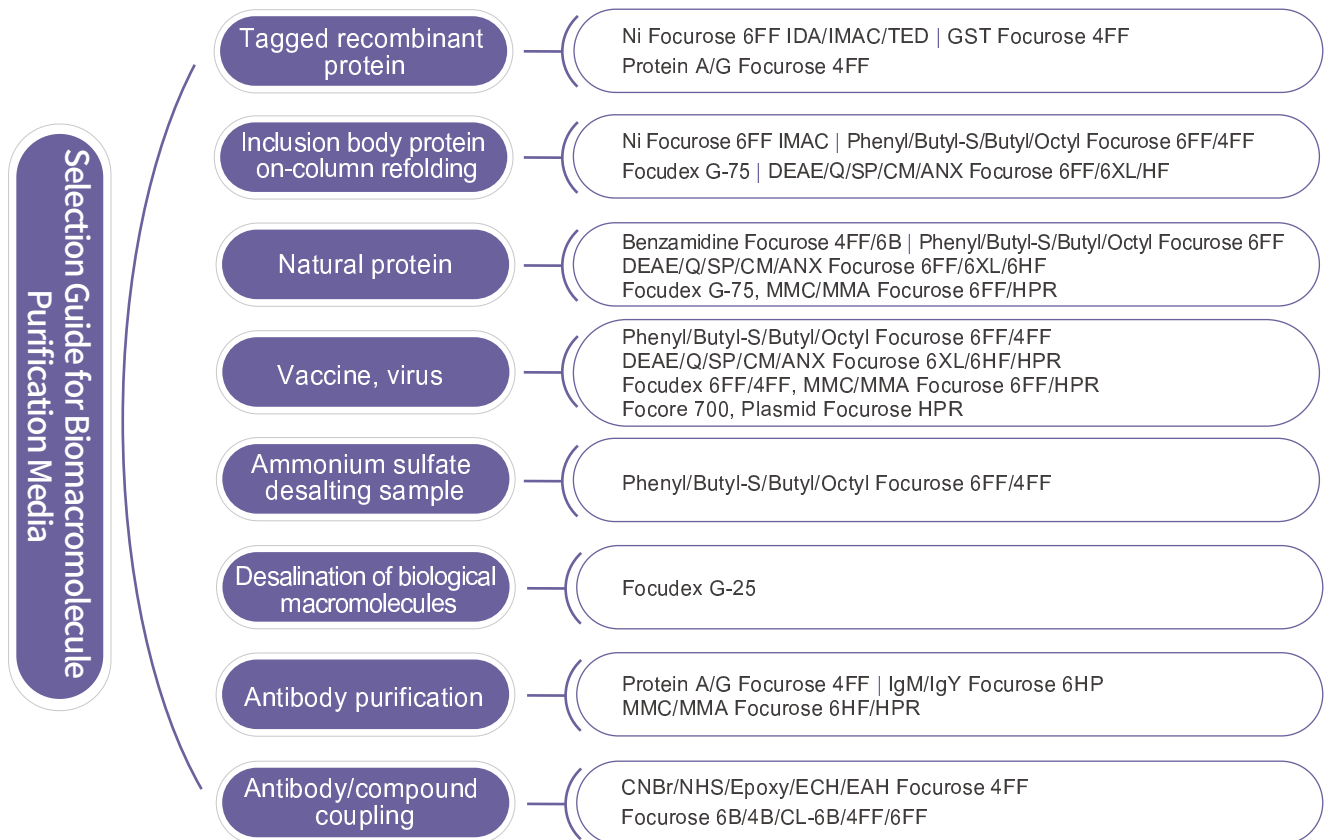 Selection Guide for Biomacromolecule
Purification Media
Tagged recombinant
protein
Ni Focurose 6FF IDA/IMAC/TED | GST Focurose 4FF
Protein A/G Focurose 4FF
Inclusion body protein
on-column refolding
Ni Focurose 6FF IMAC | Phenyl/Butyl-S/Butyl/Octyl Focurose 6FF/4FF
Focudex G-75 | DEAE/Q/SP/CM/ANX Focurose 6FF/6XL/HF
Natural protein
Benzamidine Focurose 4FF/6B | Phenyl/Butyl-S/Butyl/Octyl Focurose 6FF
DEAE/Q/SP/CM/ANX Focurose 6FF/6XL/6HF
Focudex G-75, MMC/MMA Focurose 6FF/HPR
Vaccine, virus
Phenyl/Butyl-S/Butyl/Octyl Focurose 6FF/4FF
DEAE/Q/SP/CM/ANX Focurose 6XL/6HF/HPR
Focudex 6FF/4FF, MMC/MMA Focurose 6FF/HPR
Focore 700, Plasmid Focurose HPR
Ammonium sulfate
desalting sample
Phenyl/Butyl-S/Butyl/Octyl Focurose 6FF/4FF
Desalination of biological
macromolecules
Focudex G-25
Antibody purification
Protein A/G Focurose 4FF | IgM/IgY Focurose 6HP
MMC/MMA Focurose 6HF/HPR
Antibody/compound
coupling
CNBr/NHS/Epoxy/ECH/EAH Focurose 4FF
Focurose 6B/4B/CL-6B/4FF/6FF